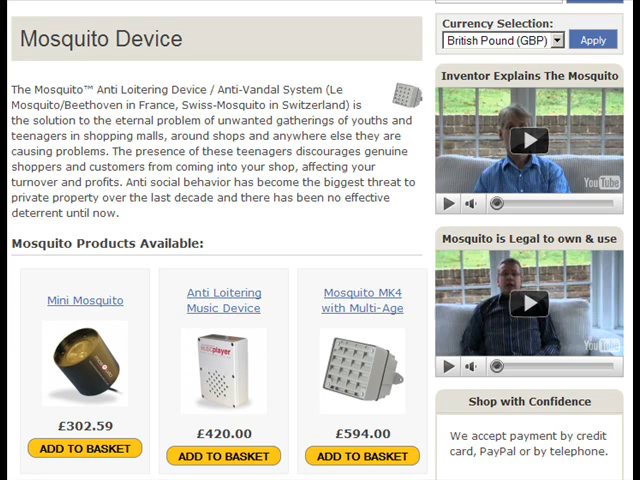 Mosquito Device
The Mosquito™ Anti Loitering Device / Anti-Vandal System (Le
Mosquito/Beethoven in France, Swiss-Mosquito in Switzerland) is
the solution to the eternal problem of unwanted gatherings of youths and
teenagers in shopping malls, around shops and anywhere else they are
causing problems. The presence of these teenagers discourages genuine
shoppers and customers from coming into your shop, affecting your
turnover and profits. Anti social behavior has become the biggest threat to
private property over the last decade and there has been no effective
deterrent until now.
Mosquito Products Available:
Mini Mosquito
£302.59
ADD TO BASKET
Anti Loitering
Music Device
player
£420.00
ADD TO BASKET
Mosquito MK4
with Multi-Age
£594.00
ADD TO BASKET
Currency Selection:
British Pound (GBP)
Apply
Inventor Explains The Mosquito
YouTube
Mosquito is Legal to own & use
YouTube
Shop with Confidence
We accept payment by credit
card, PayPal or by telephone.